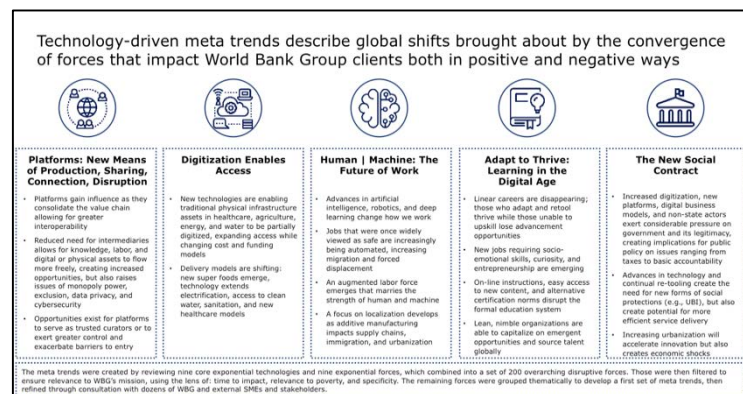 Technology-driven meta trends describe global shifts brought about by the convergence
of forces that impact World Bank Group clients both in positive and negative ways
Platforms: New Means
of Production, Sharing,
Connection, Disruption
• Platforms gain influence as they
consolidate the value chain
allowing for greater
interoperability
• Reduced need for intermediaries
allows for knowledge, labor, and
digital or physical assets to flow
more freely, creating increased
opportunities, but also raises
issues of monopoly power,
exclusion, data privacy, and
cybersecurity
• Opportunities exist for platforms
to serve as trusted curators or to
exert greater control and
exacerbate barriers to entry
Digitization Enables
Access
• New technologies are enabling
traditional physical infrastructure
assets in healthcare, agriculture,
energy, and water to be partially
digitized, expanding access while
changing cost and funding
models
• Delivery models are shifting:
new super foods emerge,
technology extends
electrification, access to clean
water, sanitation, and new
healthcare models
Human | Machine: The
Future of Work
• Advances in artificial
intelligence, robotics, and deep
learning change how we work
• Jobs that were once widely
viewed as safe are increasingly
being automated, increasing
migration and forced
displacement
• An augmented labor force
emerges that marries the
strength of human and machine
• A focus on localization develops
as additive manufacturing
impacts supply chains,
immigration, and urbanization
Adapt to Thrive:
Learning in the
Digital Age
• Linear careers are disappearing;
those who adapt and retool
thrive while those unable to
upskill lose advancement
opportunities
• New jobs requiring socio-
emotional skills, curiosity, and
entrepreneurship are emerging
• On-line instructions, easy access
to new content, and alternative
certification norms disrupt the
formal education system
• Lean, nimble organizations are
able to capitalize on emergent
opportunities and source talent
globally
The New Social
Contract
• Increased digitization, new
platforms, digital business
models, and non-state actors
exert considerable pressure on
government and its legitimacy,
creating implications for public
policy on issues ranging from
taxes to basic accountability
• Advances in technology and
continual re-tooling create the
need for new forms of social
protections (e.g., UBI), but also
create potential for more
efficient service delivery
• Increasing urbanization will
accelerate innovation but also
creates economic shocks
The meta trends were created by reviewing nine core exponential technologies and nine exponential forces, which combined into a set of 200 overarching disruptive forces. Those were then filtered to
ensure relevance to WBG's mission, using the lens of: time to impact, relevance to poverty, and specificity. The remaining forces were grouped thematically to develop a first set of meta trends, then
refined through consultation with dozens of WBG and external SMEs and stakeholders.